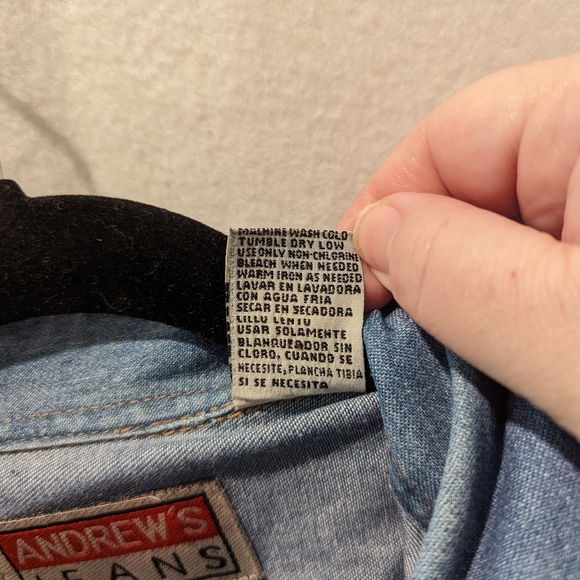 MACHINE WASH COLD
TUMBLE DRY LOW
USE ONLY NON-CHLORINE
BLEACH WHEN NEEDED
WARM IRON AS NEEDED
LAVAR EN LAVADORA
CON AGUA FRIA
SECAR EN SECADORA
LENTO
USAR SOLAMENTE
BLANQUEADOR SIN
CLORO, CUANDO SE
NECESITE, PLANCHA TIBIA
SI SE NECESITA
ANDREW'S
JEANS